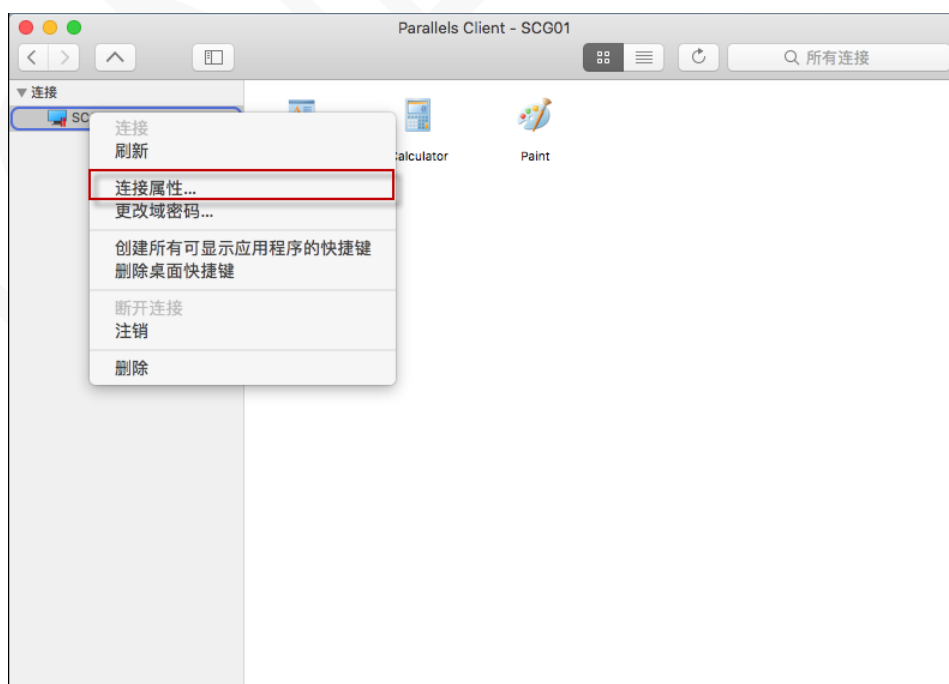 Parallels Client - SCG01
所有连接
连接
SC
连接
刷新
连接属性...
更改域密码...
创建所有可显示应用程序的快捷键
删除桌面快捷键
断开连接
注销
删除
Calculator
Paint